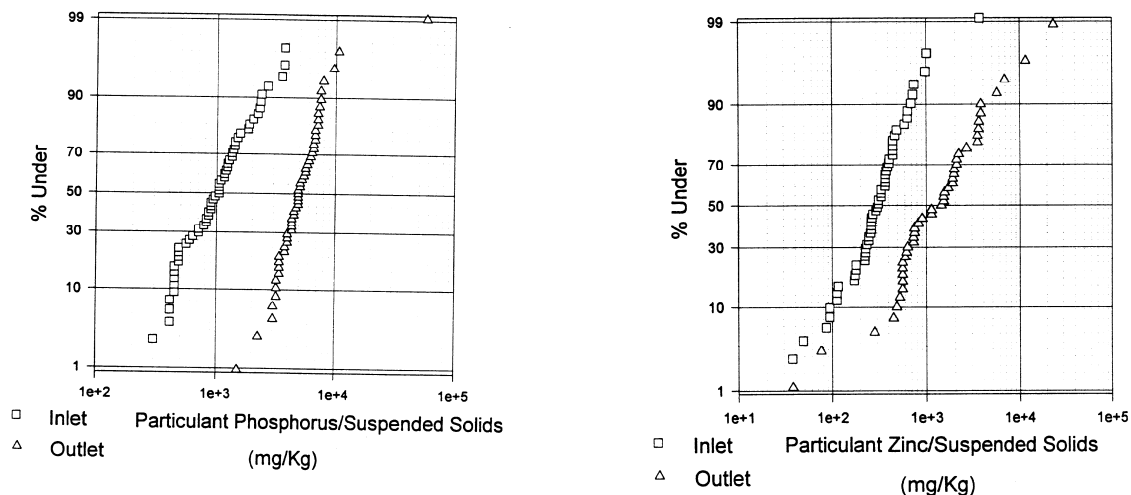 99
90
70
50
30
10
1
% Under
1e+2
1e+3
1e+4
1e+5
□ Inlet
△ Outlet
Particulant Phosphorus/Suspended Solids
(mg/Kg)
99
90
70
50
30
10
1
% Under
1e+1
1e+2
1e+3
1e+4
1e+5
□ Inlet
△ Outlet
Particulant Zinc/Suspended Solids
(mg/Kg)